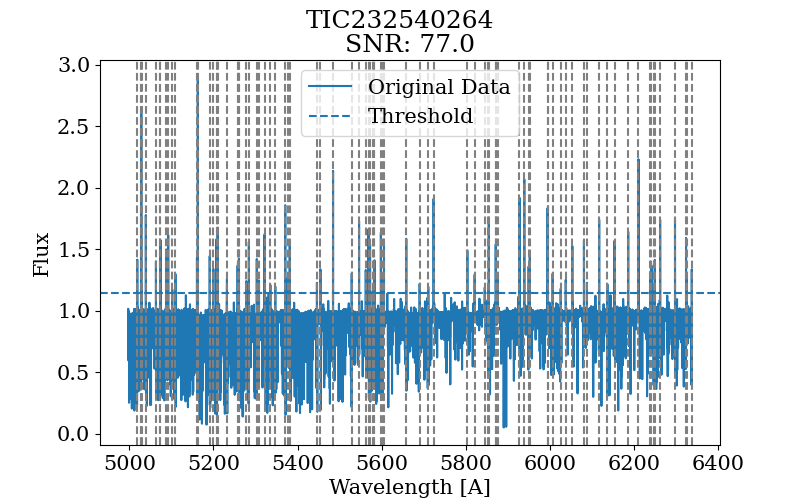 TIC232540264
SNR: 77.0
Original Data
Threshold
Flux
3.0
2.5
2.0
1.5
1.0
0.5
0.0
5000 5200 5400 5600 5800 6000 6200 6400
Wavelength [A]